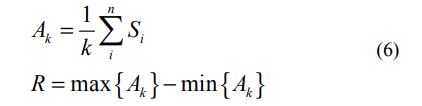 A_k = \frac{1}{k} \sum_{i}^{n} S_i
(6)
R = max{A_k} − min{A_k}